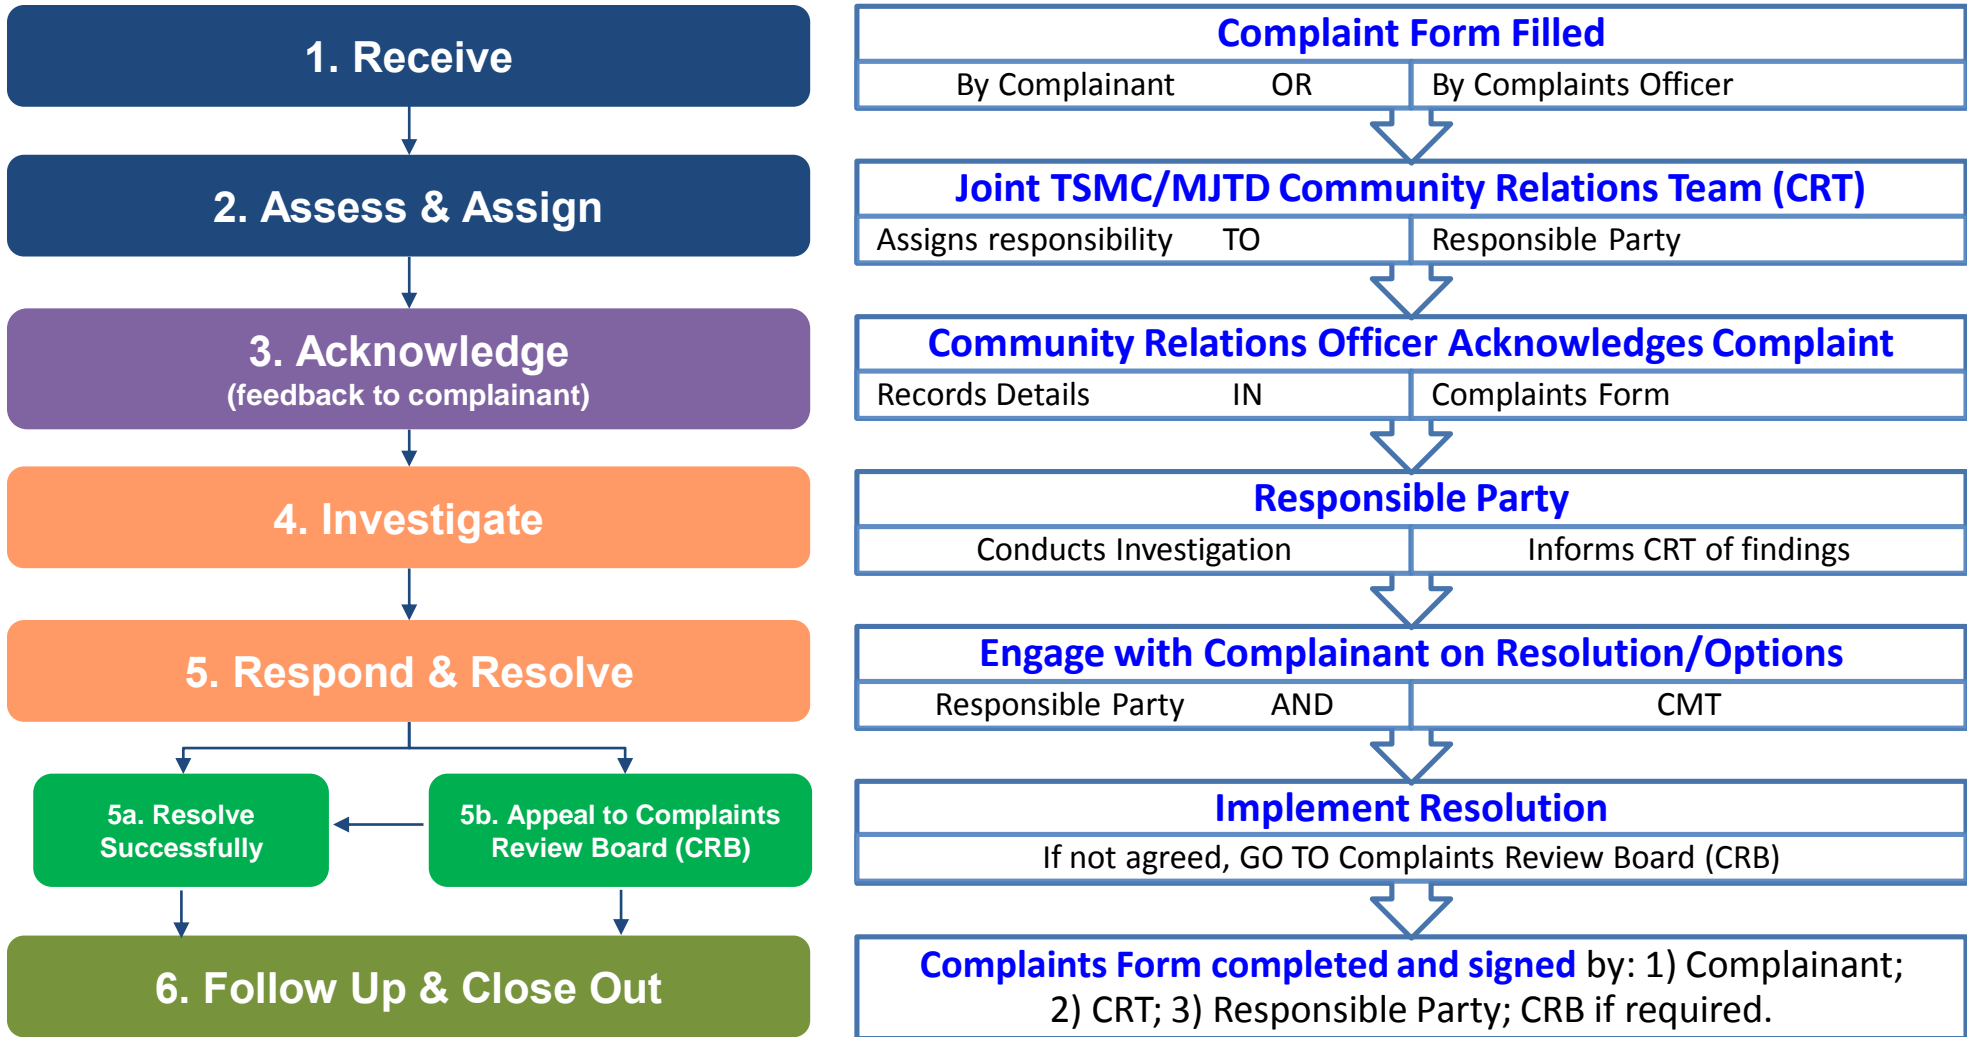 1. Receive
Complaint Form Filled
By Complainant OR By Complaints Officer
2. Assess & Assign
Joint TSMC/MJTD Community Relations Team (CRT)
Assigns responsibility TO Responsible Party
3. Acknowledge
(feedback to complainant)
Community Relations Officer Acknowledges Complaint
Records Details IN Complaints Form
4. Investigate
Responsible Party
Conducts Investigation Informs CRT of findings
5. Respond & Resolve
Engage with Complainant on Resolution/Options
Responsible Party AND CMT
5a. Resolve
Successfully
5b. Appeal to Complaints
Review Board (CRB)
Implement Resolution
If not agreed, GO TO Complaints Review Board (CRB)
6. Follow Up & Close Out
Complaints Form completed and signed by: 1) Complainant;
2) CRT; 3) Responsible Party; CRB if required.